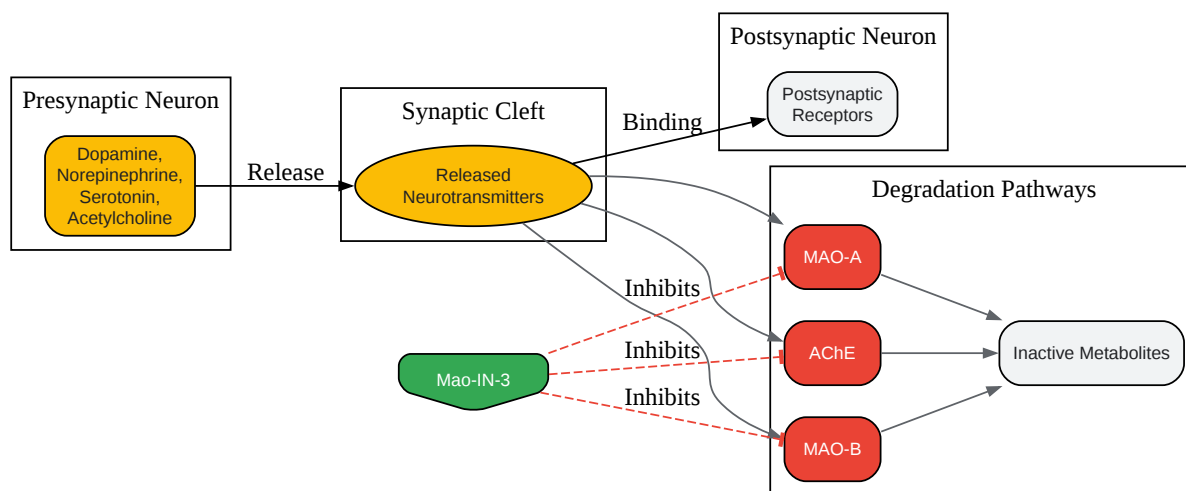 Postsynaptic Neuron
Postsynaptic
Receptors
Presynaptic Neuron
Dopamine,
Norepinephrine,
Serotonin,
Acetylcholine
Release
Synaptic Cleft
Released
Neurotransmitters
Binding
Degradation Pathways
MAO-A
Inhibits
AChE
Inhibits
Inactive Metabolites
Mao-IN-3
Inhibits
MAO-B